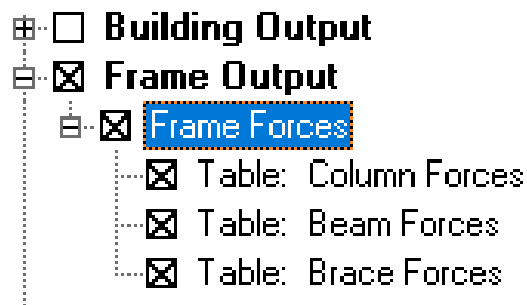 Building Output
Frame Output
Frame Forces
Table: Column Forces
Table: Beam Forces
Table: Brace Forces